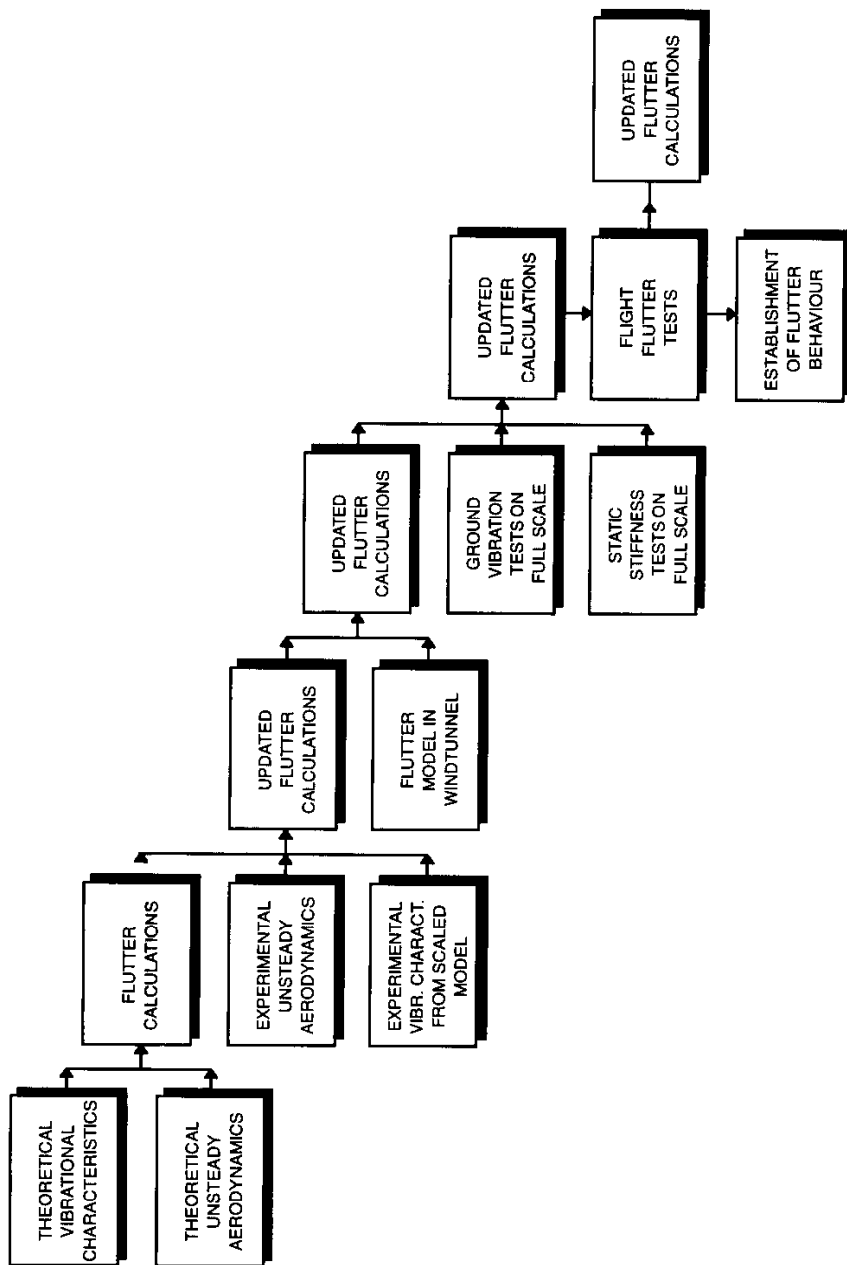 THEORETICAL
VIBRATIONAL
CHARACTERISTICS
THEORETICAL
UNSTEADY
AERODYNAMICS
FLUTTER
CALCULATIONS
EXPERIMENTAL
UNSTEADY
AERODYNAMICS
EXPERIMENTAL
VIBR. CHARACT.
FROM SCALED
MODEL
UPDATED
FLUTTER
CALCULATIONS
FLUTTER
MODEL IN
WINDTUNNEL
UPDATED
FLUTTER
CALCULATIONS
GROUND
VIBRATION
TESTS ON
FULL SCALE
STATIC
STIFFNESS
TESTS ON
FULL SCALE
UPDATED
FLUTTER
CALCULATIONS
FLIGHT
FLUTTER
TESTS
ESTABLISHMENT
OF FLUTTER
BEHAVIOUR
UPDATED
FLUTTER
CALCULATIONS